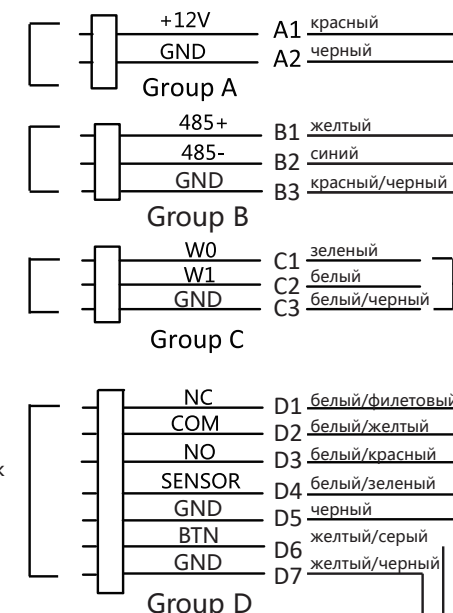 +12V A1 красный
GND A2 черный
Group A
485+ B1 желтый
485- B2 синий
GND B3 красный/черный
Group B
W0 C1 зеленый
W1 C2 белый
GND C3 белый/черный
Group C
NC D1 белый/филетовый
COM D2 белый/желтый
NO D3 белый/красный
к
SENSOR D4 белый/зеленый
GND D5 черный
BTN D6 желтый/серый
GND D7 желтый/черный
Group D